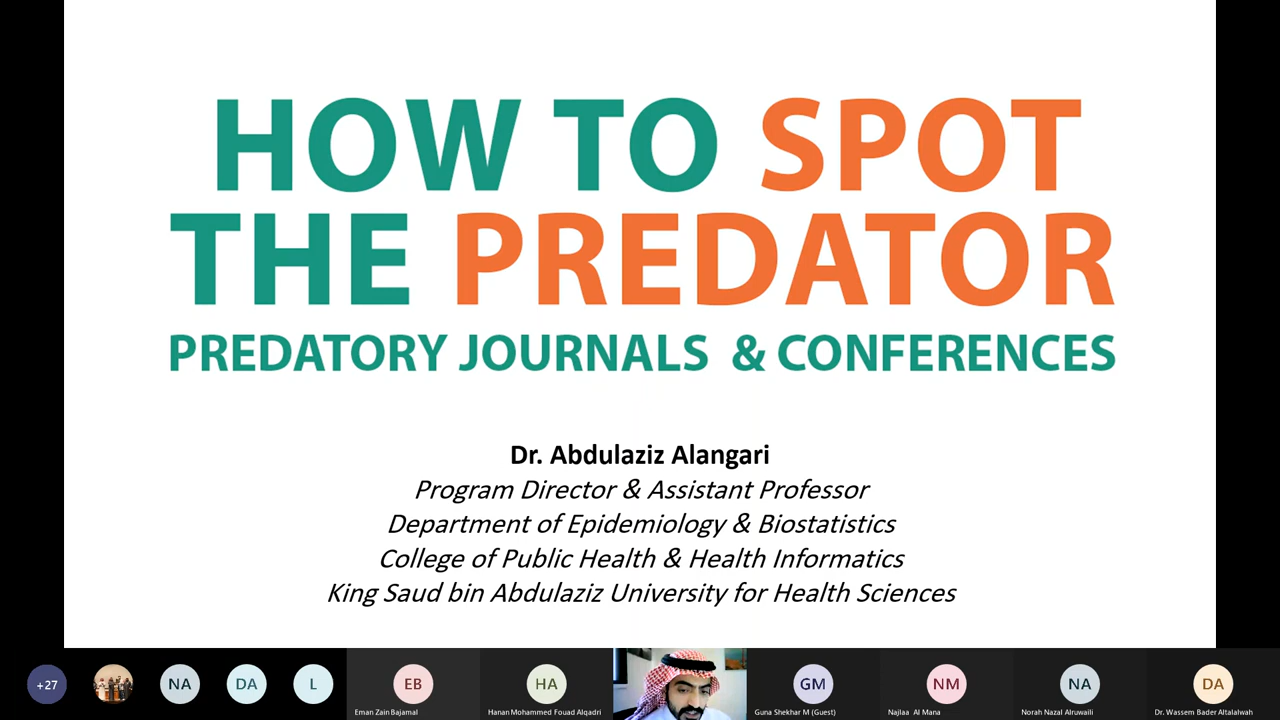 HOW TO SPOT
THE PREDATOR
PREDATORY JOURNALS & CONFERENCES
Dr. Abdulaziz Alangari
Program Director & Assistant Professor
Department of Epidemiology & Biostatistics
College of Public Health & Health Informatics
King Saud bin Abdulaziz University for Health Sciences
+27
NA
DA
L
EB
HA
GM
NM
NA
DA
Eman Zain Bajamal
Hanan Mohammed Fouad Alqadri
Guna Shekhar M (Guest)
Najlaa Al Mana
Norah Nazal Alruwaili
Dr. Wassem Bader Altalalwah